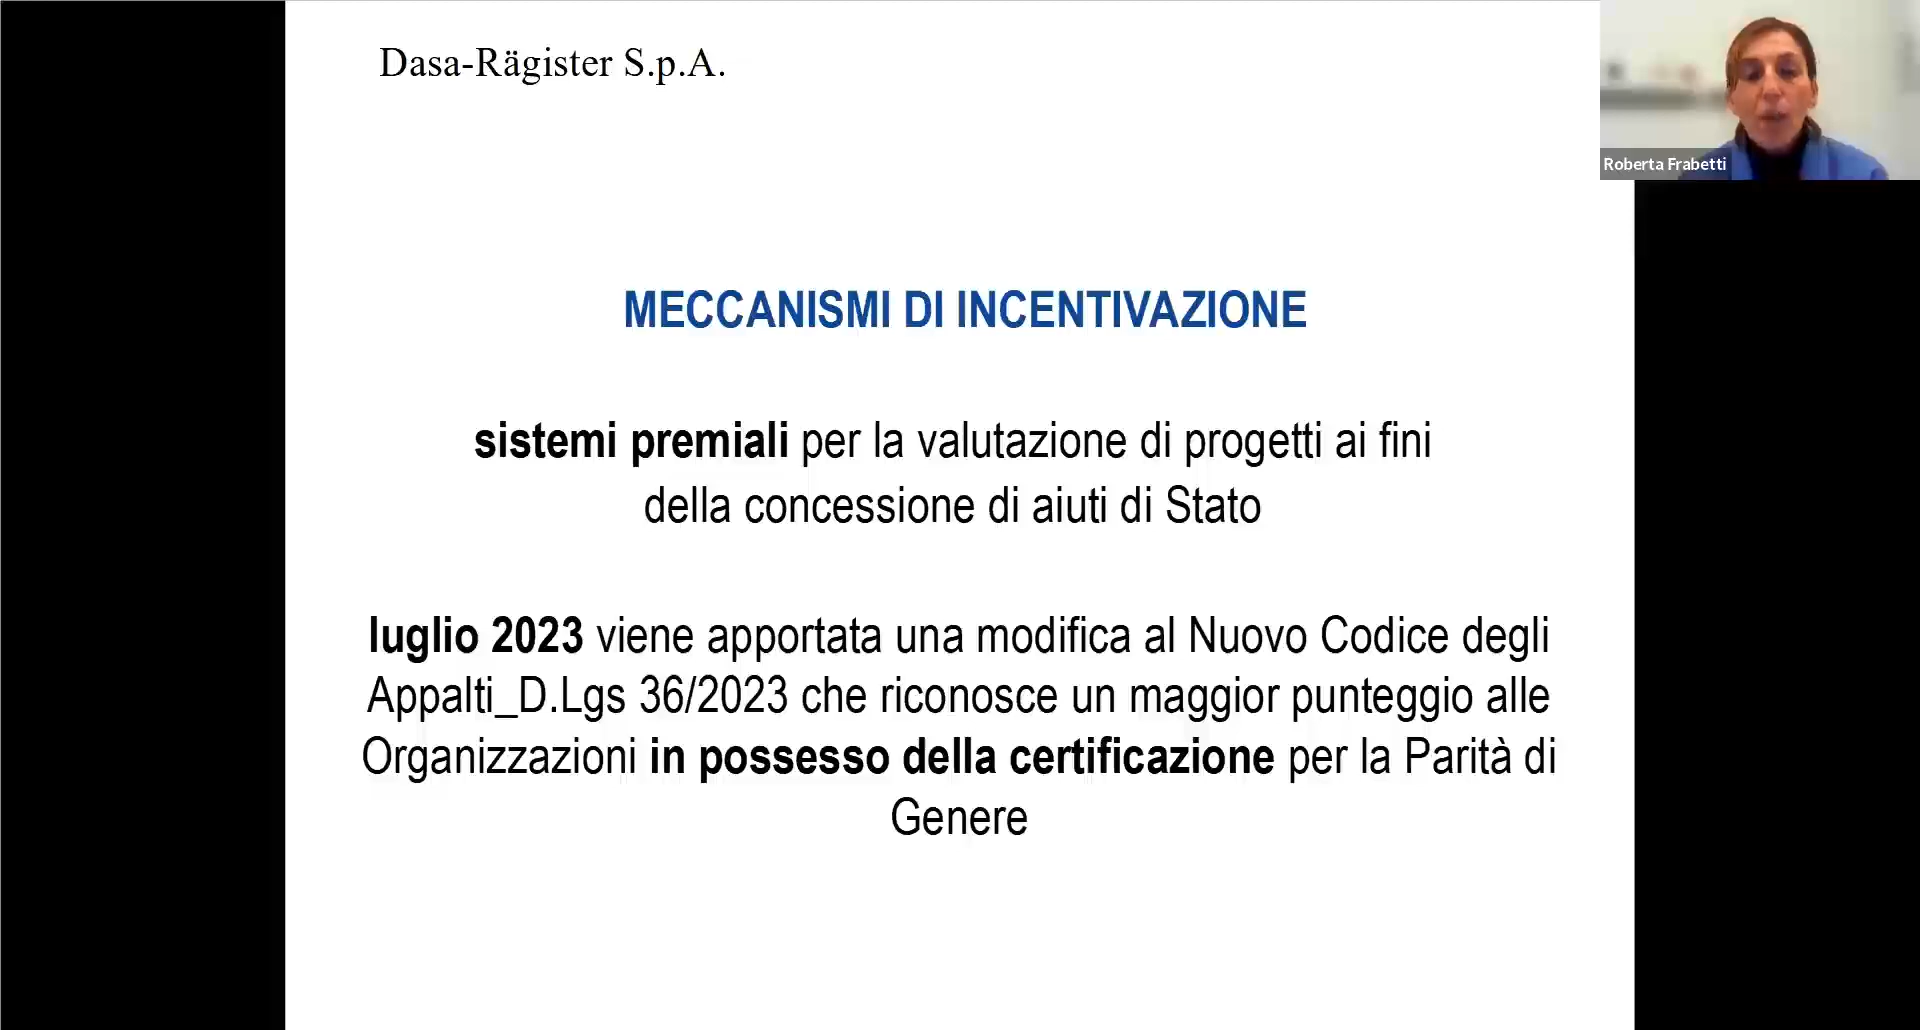 Dasa-Rägister S.p.A.
Roberta Frabetti
MECCANISMI DI INCENTIVAZIONE
sistemi premiali per la valutazione di progetti ai fini
della concessione di aiuti di Stato
luglio 2023 viene apportata una modifica al Nuovo Codice degli
Appalti_D.Lgs 36/2023 che riconosce un maggior punteggio alle
Organizzazioni in possesso della certificazione per la Parità di
Genere